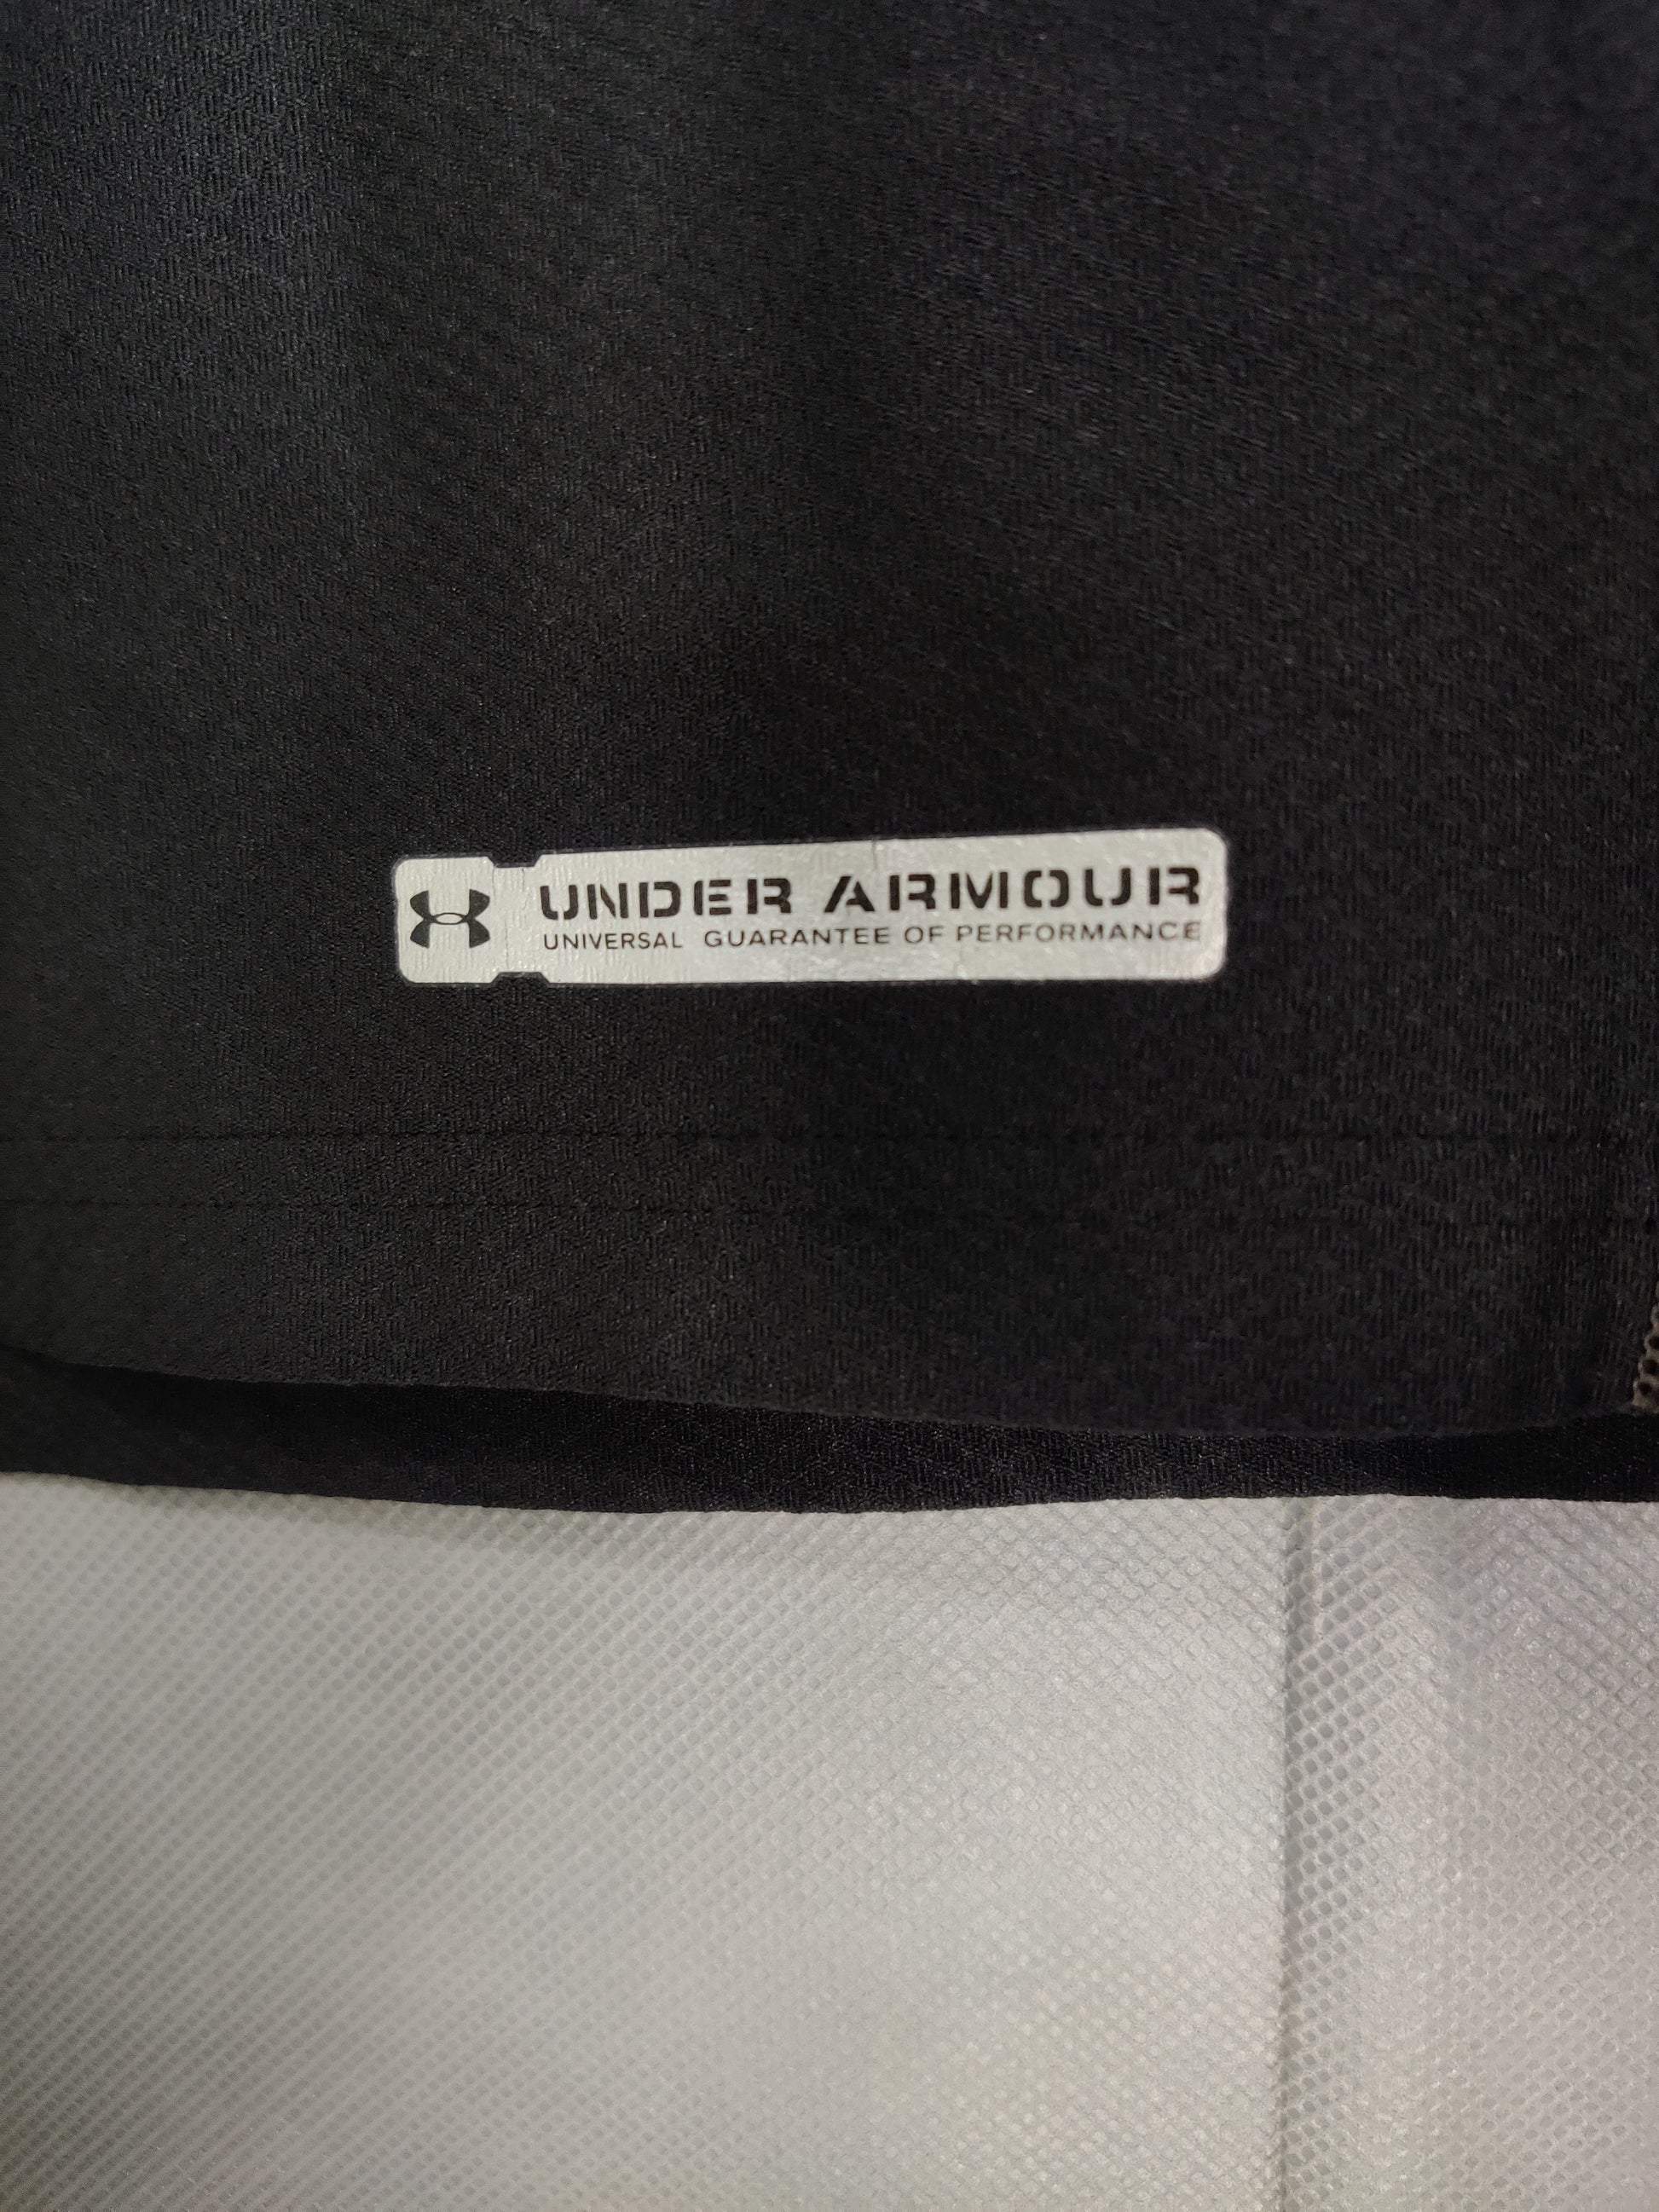 UNDER ARMOUR
UNIVERSAL GUARANTEE OF PERFORMANCE